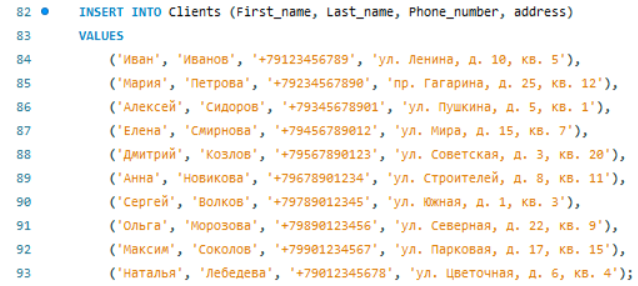 82 INSERT INTO Clients (First_name, Last_name, Phone_number, address)
83 VALUES
84 ('Иван', 'Иванов', '+79123456789', 'ул. Ленина, д. 10, кв. 5'),
85 ('Мария', 'Петрова', '+79234567890', 'пр. Гагарина, д. 25, кв. 12'),
86 ('Алексей', 'Сидоров', '+79345678901', 'ул. Пушкина, д. 5, кв. 1'),
87 ('Елена', 'Смирнова', '+79456789012', 'ул. Мира, д. 15, кв. 7'),
88 ('Дмитрий', 'Козлов', '+79567890123', 'ул. Советская, д. 3, кв. 20'),
89 ('Анна', 'Новикова', '+79678901234', 'ул. Строителей, д. 8, кв. 11'),
90 ('Сергей', 'Волков', '+79789012345', 'ул. Южная, д. 1, кв. 3'),
91 ('Ольга', 'Морозова', '+79890123456', 'ул. Северная, д. 22, кв. 9'),
92 ('Максим', 'Соколов', '+79901234567', 'ул. Парковая, д. 17, кв. 15'),
93 ('Наталья', 'Лебедева', '+79012345678', 'ул. Цветочная, д. 6, кв. 4');